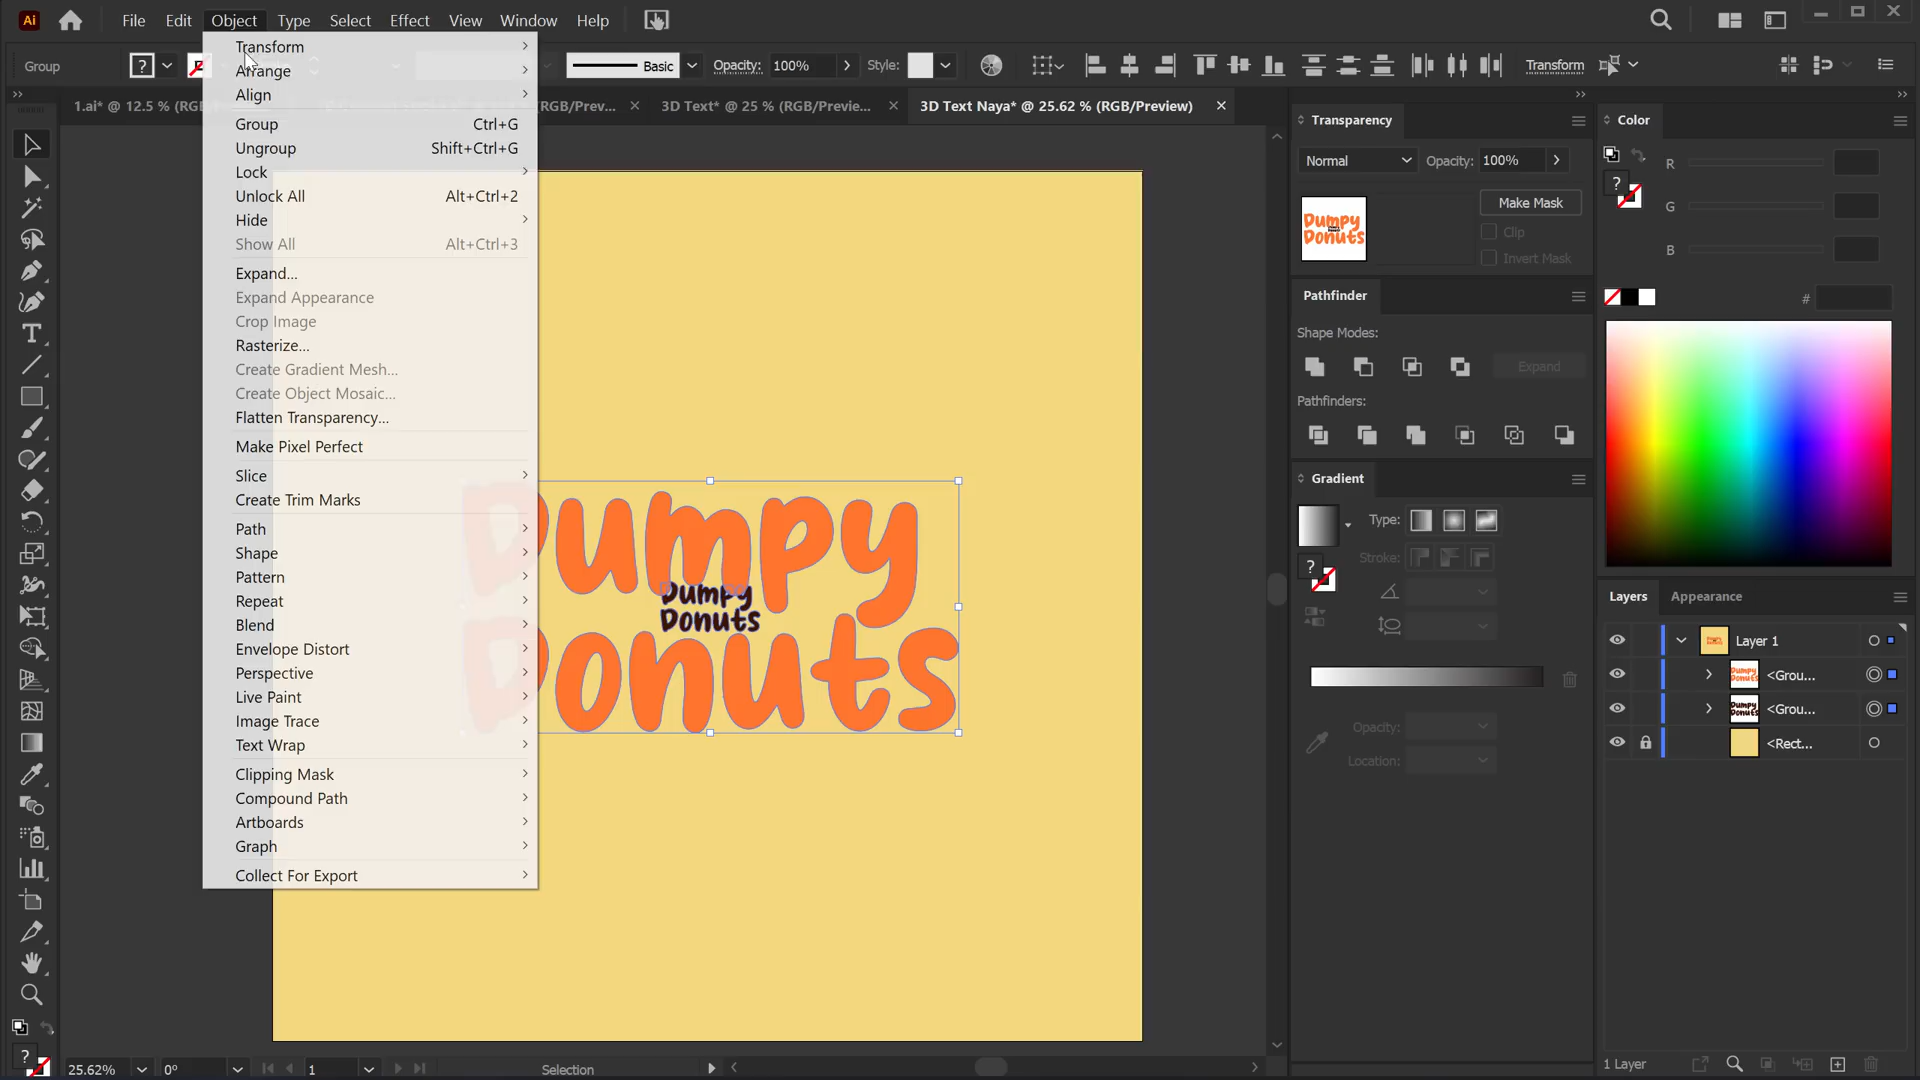 Ai
File Edit Object Type Select Effect View Window Help
Group
?
Basic
Opacity: 100%
Style:
Transform
1.ai* @ 12.5 % (RG
RGB/Prev...
3D Text* @ 25 % (RGB/Previe...
3D Text Naya* @ 25.62 % (RGB/Preview)
Transform
Arrange
Align
Group Ctrl+G
Ungroup Shift+Ctrl+G
Lock
Unlock All Alt+Ctrl+2
Hide
Show All Alt+Ctrl+3
Expand...
Expand Appearance
Crop Image
Rasterize...
Create Gradient Mesh...
Create Object Mosaic...
Flatten Transparency...
Make Pixel Perfect
Slice
Create Trim Marks
Path
Shape
Pattern
Repeat
Blend
Envelope Distort
Perspective
Live Paint
Image Trace
Text Wrap
Clipping Mask
Compound Path
Artboards
Graph
Collect For Export
Dumpy
Dumpy
Donuts
Donuts
Transparency
Normal
Opacity: 100%
Dumpy
Donuts
Make Mask
Clip
Invert Mask
Pathfinder
Shape Modes:
Expand
Pathfinders:
Gradient
Type:
Stroke:
?
Opacity:
Location:
Color
?
R
G
B
#
Layers Appearance
Layer 1
Dumpy
Donuts
<Grou...
Dumpy
Donuts
<Grou...
<Rect...
1 Layer
?
25.62%
0°
1
Selection